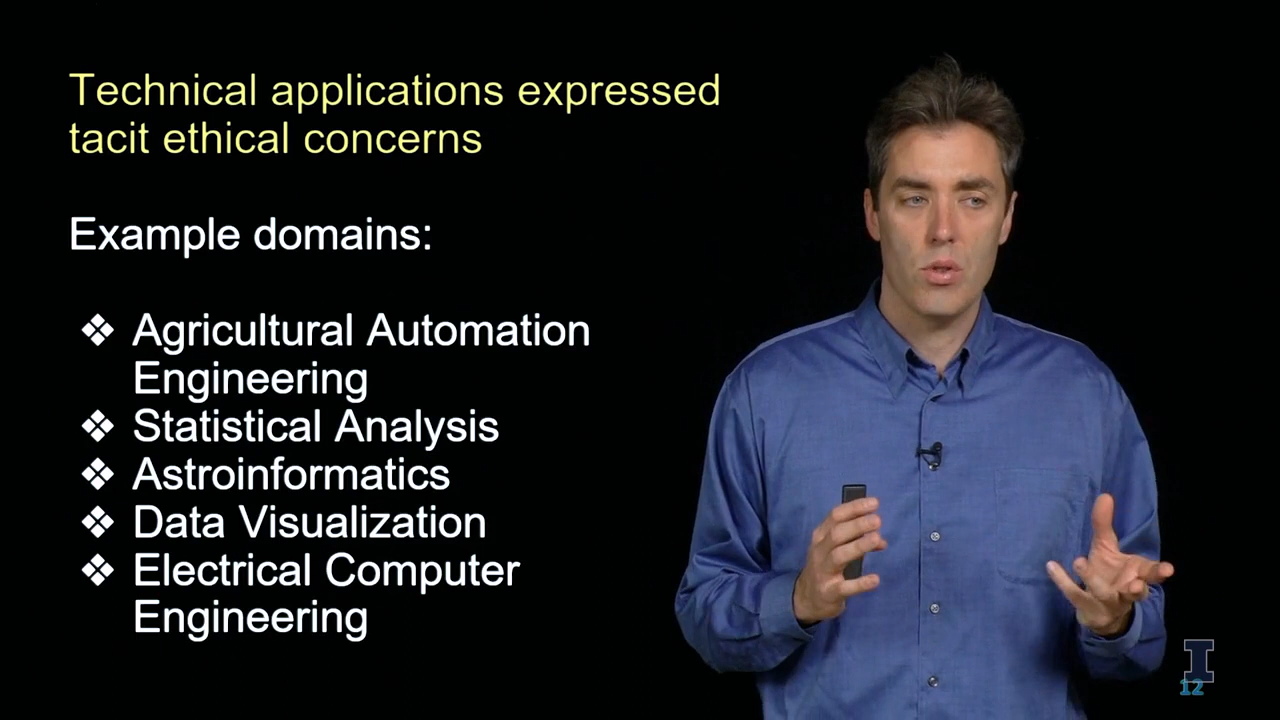 Technical applications expressed
tacit ethical concerns
Example domains:
❖ Agricultural Automation
Engineering
❖ Statistical Analysis
❖ Astroinformatics
❖ Data Visualization
❖ Electrical Computer
Engineering
I
12